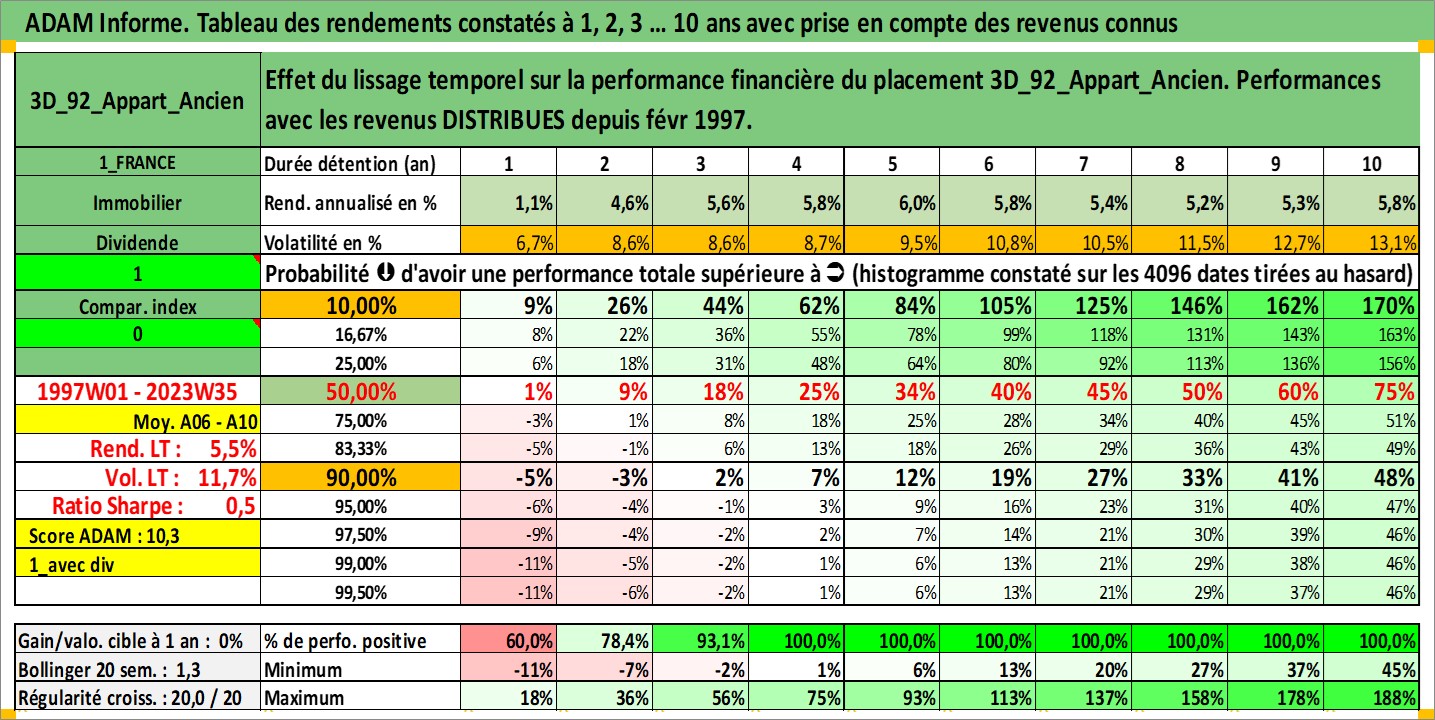 ADAM Informe. Tableau des rendements constatés à 1, 2, 3 ... 10 ans avec prise en compte des revenus connus
3D_92_Appart_Ancien
Effet du lissage temporel sur la performance financière du placement 3D_92_Appart_Ancien. Performances
avec les revenus DISTRIBUES depuis févr 1997.
1_FRANCE Durée détention (an) 1 2 3 4 5 6 7 8 9 10
Immobilier Rend. annualisé en % 1,1% 4,6% 5,6% 5,8% 6,0% 5,8% 5,4% 5,2% 5,3% 5,8%
Dividende Volatilité en % 6,7% 8,6% 8,6% 8,7% 9,5% 10,8% 10,5% 11,5% 12,7% 13,1%
1 Probabilité ⬇ d'avoir une performance totale supérieure à ➲ (histogramme constaté sur les 4096 dates tirées au hasard)
Compar. index 10,00% 9% 26% 44% 62% 84% 105% 125% 146% 162% 170%
0 16,67% 8% 22% 36% 55% 78% 99% 118% 131% 143% 163%
25,00% 6% 18% 31% 48% 64% 80% 92% 113% 136% 156%
1997W01 - 2023W35 50,00% 1% 9% 18% 25% 34% 40% 45% 50% 60% 75%
Moy. A06 - A10 75,00% -3% 1% 8% 18% 25% 28% 34% 40% 45% 51%
Rend. LT : 5,5% 83,33% -5% -1% 6% 13% 18% 26% 29% 36% 43% 49%
Vol. LT : 11,7% 90,00% -5% -3% 2% 7% 12% 19% 27% 33% 41% 48%
Ratio Sharpe : 0,5 95,00% -6% -4% -1% 3% 9% 16% 23% 31% 40% 47%
Score ADAM : 10,3 97,50% -9% -4% -2% 2% 7% 14% 21% 30% 39% 46%
1_avec div 99,00% -11% -5% -2% 1% 6% 13% 21% 29% 38% 46%
99,50% -11% -6% -2% 1% 6% 13% 21% 29% 37% 46%
Gain/valo. cible à 1 an : 0% % de perfo. positive 60,0% 78,4% 93,1% 100,0% 100,0% 100,0% 100,0% 100,0% 100,0% 100,0%
Bollinger 20 sem. : 1,3 Minimum -11% -7% -2% 1% 6% 13% 20% 27% 37% 45%
Régularité croiss. : 20,0 / 20 Maximum 18% 36% 56% 75% 93% 113% 137% 158% 178% 188%